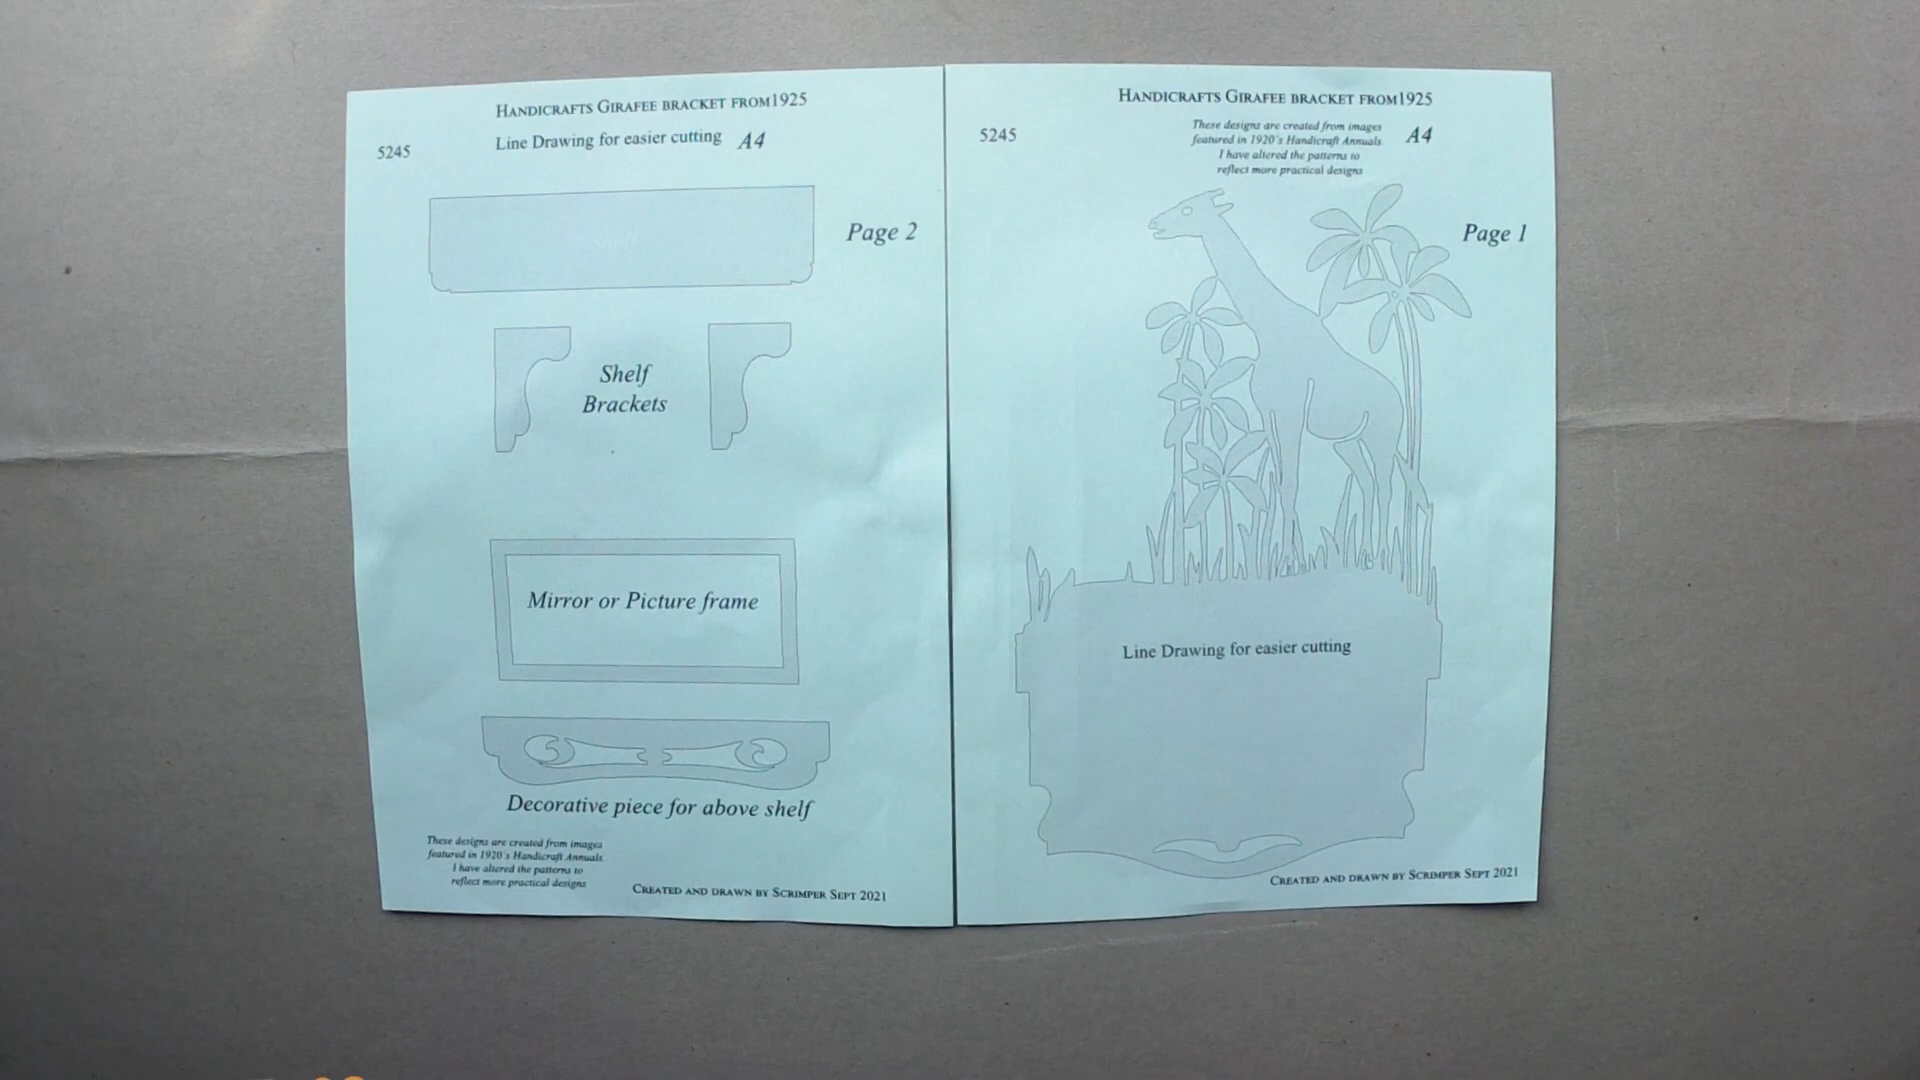 HANDICRAFTS GIRAFEE BRACKET FROM1925
Line Drawing for easier cutting A4
5245
Page 2
Shelf
Brackets
Mirror or Picture frame
Decorative piece for above shelf
These designs are created from images
featured in 1920's Handicraft Annuals.
I have altered the patterns to
reflect more practical designs
CREATED AND DRAWN BY SCRIMPER SEPT 2021
HANDICRAFTS GIRAFEE BRACKET FROM1925
5245
These designs are created from images
featured in 1920's Handicraft Annuals.
I have altered the patterns to
reflect more practical designs
A4
Page 1
Line Drawing for easier cutting
CREATED AND DRAWN BY SCRIMPER SEPT 2021